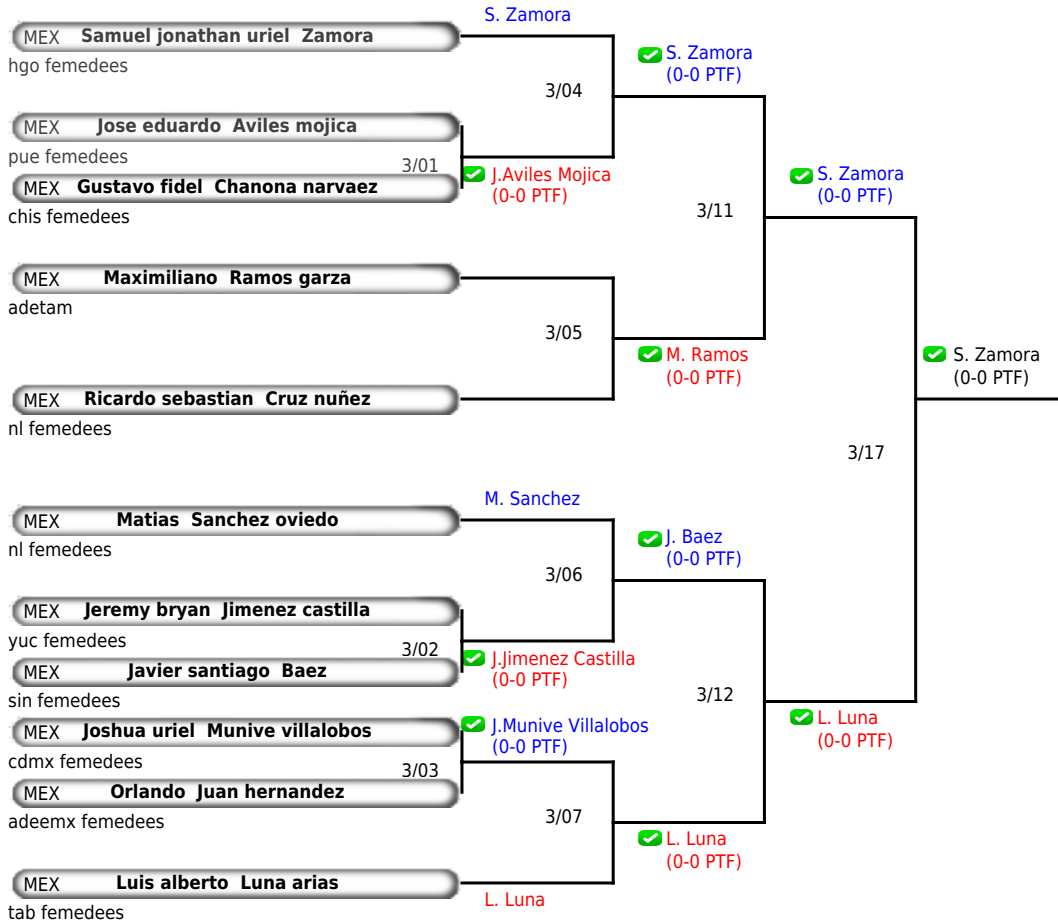 S. Zamora
MEX Samuel jonathan uriel Zamora
hgo femedees
S. Zamora
(0-0 PTF)
3/04
MEX Jose eduardo Aviles mojica
pue femedees
3/01
J.Aviles Mojica
(0-0 PTF)
MEX Gustavo fidel Chanona narvaez
chis femedees
S. Zamora
(0-0 PTF)
3/11
MEX Maximiliano Ramos garza
adetam
3/05
M. Ramos
(0-0 PTF)
S. Zamora
(0-0 PTF)
MEX Ricardo sebastian Cruz nuñez
nl femedees
3/17
M. Sanchez
MEX Matias Sanchez oviedo
nl femedees
J. Baez
(0-0 PTF)
3/06
MEX Jeremy bryan Jimenez castilla
yuc femedees
3/02
J.Jimenez Castilla
(0-0 PTF)
MEX Javier santiago Baez
sin femedees
3/12
MEX Joshua uriel Munive villalobos
cdmx femedees
J.Munive Villalobos
(0-0 PTF)
L. Luna
(0-0 PTF)
3/03
MEX Orlando Juan hernandez
adeemx femedees
3/07
L. Luna
(0-0 PTF)
MEX Luis alberto Luna arias
tab femedees
L. Luna